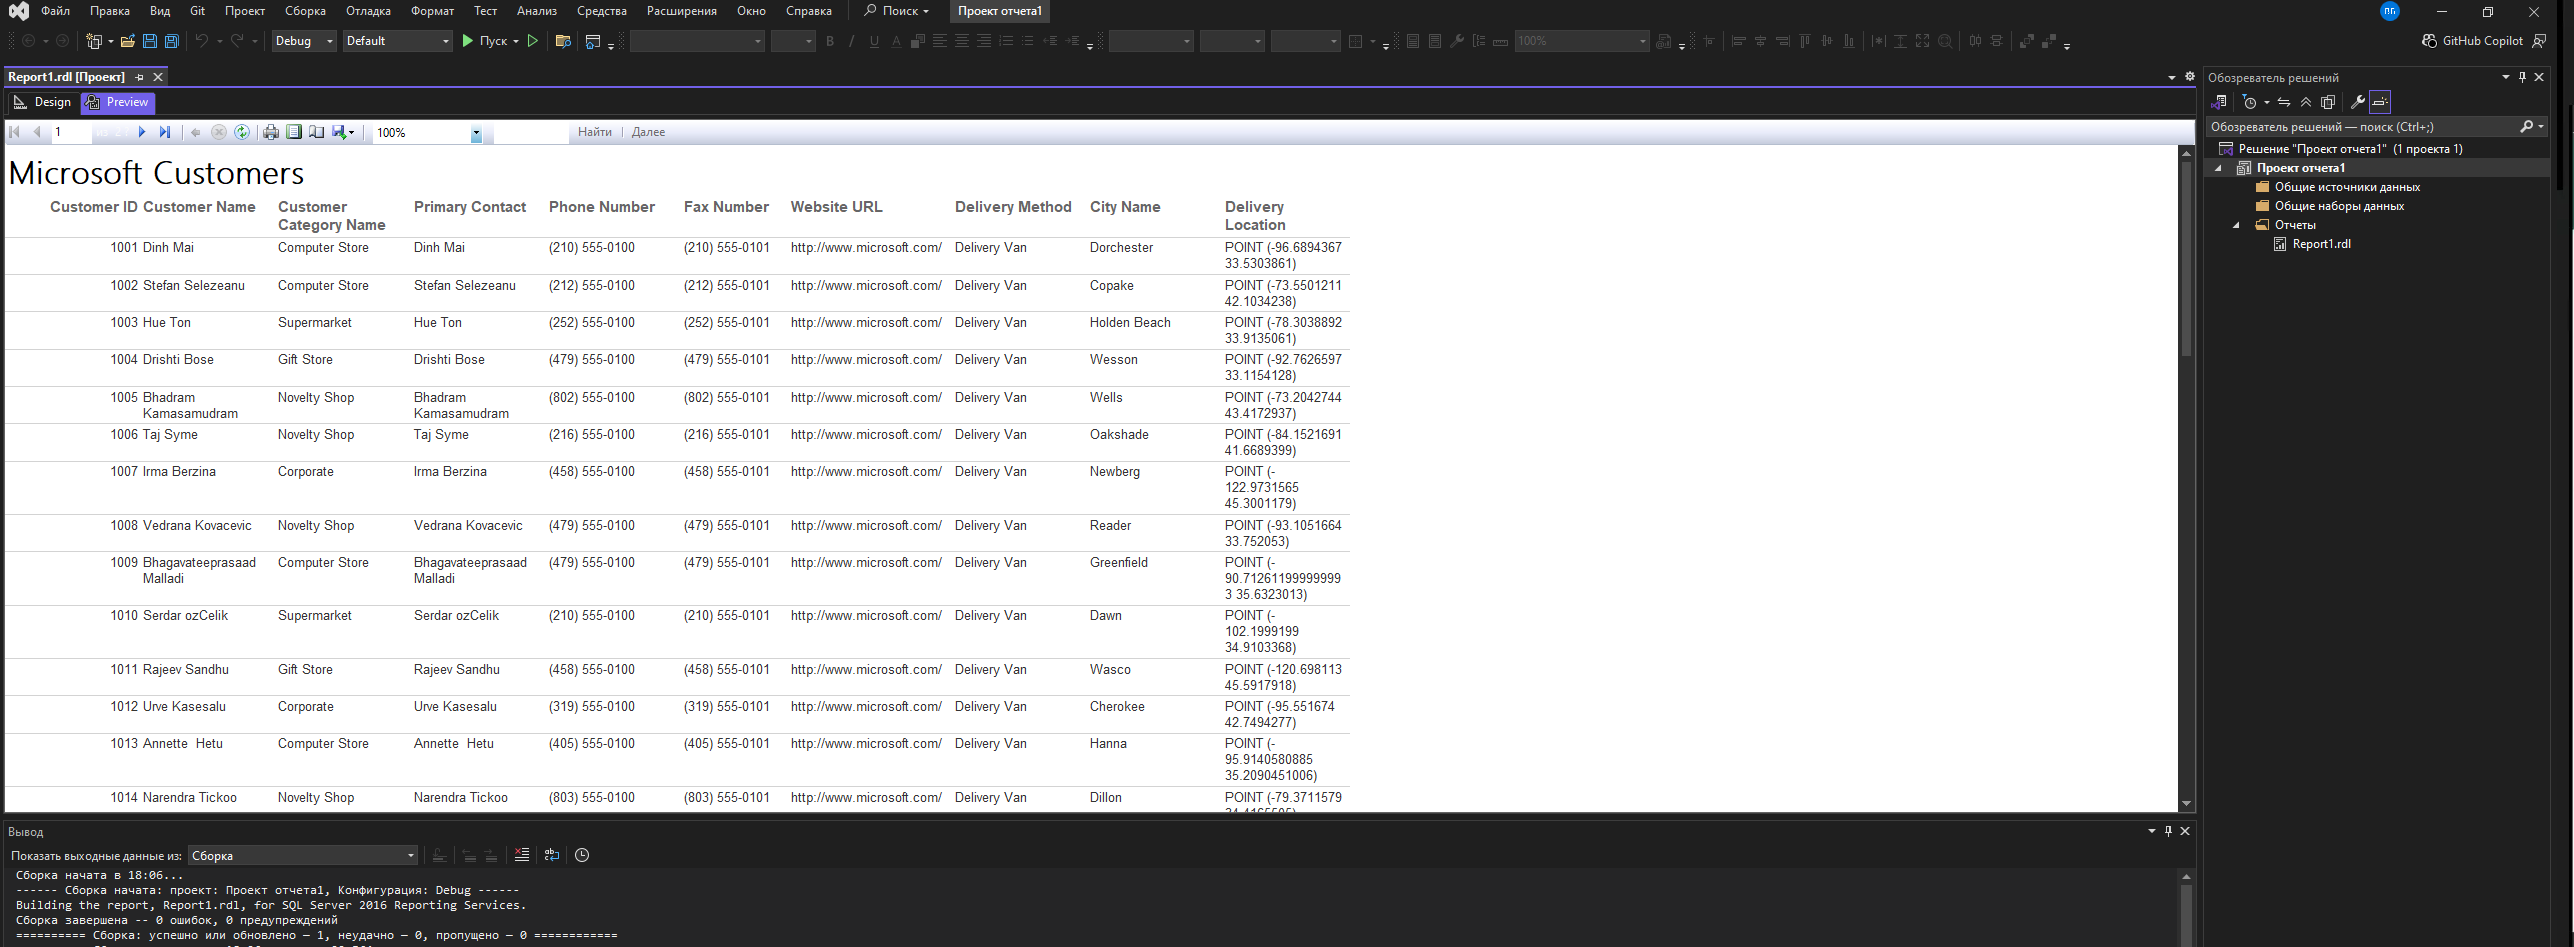 Файл Правка Вид Git Проект Сборка Отладка Формат Тест Анализ Средства Расширения Окно Справка Поиск Проект отчета1
Debug Default Пуск 100% GitHub Copilot
Report1.rdl [Проект]
Design Preview
1 100% Найти | Далее
Microsoft Customers
Customer ID Customer Name Customer Category Name Primary Contact Phone Number Fax Number Website URL Delivery Method City Name Delivery Location
1001 Dinh Mai Computer Store Dinh Mai (210) 555-0100 (210) 555-0101 http://www.microsoft.com/ Delivery Van Dorchester POINT (-96.6894367 33.5303861)
1002 Stefan Selezeanu Computer Store Stefan Selezeanu (212) 555-0100 (212) 555-0101 http://www.microsoft.com/ Delivery Van Copake POINT (-73.5501211 42.1034238)
1003 Hue Ton Supermarket Hue Ton (252) 555-0100 (252) 555-0101 http://www.microsoft.com/ Delivery Van Holden Beach POINT (-78.3038892 33.9135061)
1004 Drishti Bose Gift Store Drishti Bose (479) 555-0100 (479) 555-0101 http://www.microsoft.com/ Delivery Van Wesson POINT (-92.7626597 33.1154128)
1005 Bhadram Kamasamudram Novelty Shop Bhadram Kamasamudram (802) 555-0100 (802) 555-0101 http://www.microsoft.com/ Delivery Van Wells POINT (-73.2042744 43.4172937)
1006 Taj Syme Novelty Shop Taj Syme (216) 555-0100 (216) 555-0101 http://www.microsoft.com/ Delivery Van Oakshade POINT (-84.1521691 41.6689399)
1007 Irma Berzina Corporate Irma Berzina (458) 555-0100 (458) 555-0101 http://www.microsoft.com/ Delivery Van Newberg POINT (-122.9731565 45.3001179)
1008 Vedrana Kovacevic Novelty Shop Vedrana Kovacevic (479) 555-0100 (479) 555-0101 http://www.microsoft.com/ Delivery Van Reader POINT (-93.1051664 33.752053)
1009 Bhagavateeprasaad Malladi Computer Store Bhagavateeprasaad Malladi (479) 555-0100 (479) 555-0101 http://www.microsoft.com/ Delivery Van Greenfield POINT (-90.712611999999993 35.6323013)
1010 Serdar ozCelik Supermarket Serdar ozCelik (210) 555-0100 (210) 555-0101 http://www.microsoft.com/ Delivery Van Dawn POINT (-102.1999199 34.9103368)
1011 Rajeev Sandhu Gift Store Rajeev Sandhu (458) 555-0100 (458) 555-0101 http://www.microsoft.com/ Delivery Van Wasco POINT (-120.698113 45.5917918)
1012 Urve Kasesalu Corporate Urve Kasesalu (319) 555-0100 (319) 555-0101 http://www.microsoft.com/ Delivery Van Cherokee POINT (-95.551674 42.7494277)
1013 Annette Hetu Computer Store Annette Hetu (405) 555-0100 (405) 555-0101 http://www.microsoft.com/ Delivery Van Hanna POINT (-95.9140580885 35.2090451006)
1014 Narendra Tickoo Novelty Shop Narendra Tickoo (803) 555-0100 (803) 555-0101 http://www.microsoft.com/ Delivery Van Dillon POINT (-79.3711579
Вывод
Показать выходные данные из: Сборка
Сборка начата в 18:06...
------ Сборка начата: проект: Проект отчета1, Конфигурация: Debug ------
Building the report, Report1.rdl, for SQL Server 2016 Reporting Services.
Сборка завершена -- 0 ошибок, 0 предупреждений
========== Сборка: успешно или обновлено — 1, неудачно — 0, пропущено — 0 ============
Обозреватель решений
Обозреватель решений — поиск (Ctrl+;)
Решение "Проект отчета1" (1 проекта 1)
Проект отчета1
Общие источники данных
Общие наборы данных
Отчеты
Report1.rdl